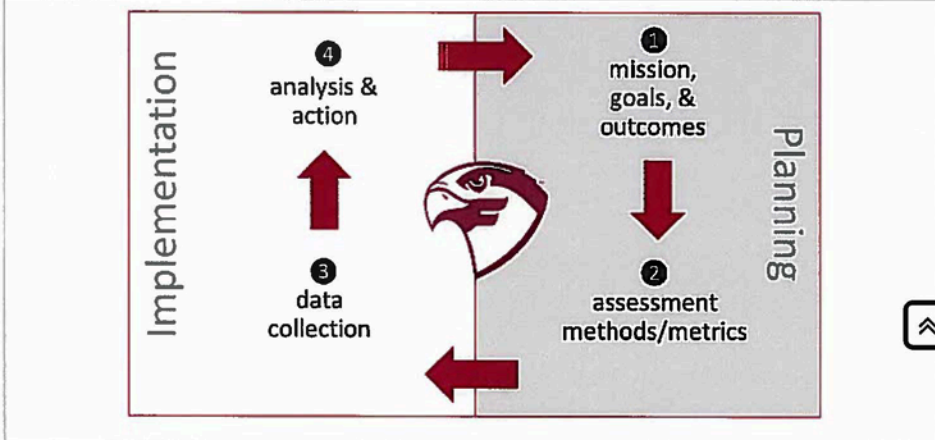 Implementation
4
analysis &
action
3
data
collection
1
mission,
goals, &
outcomes
2
assessment
methods/metrics
Planning